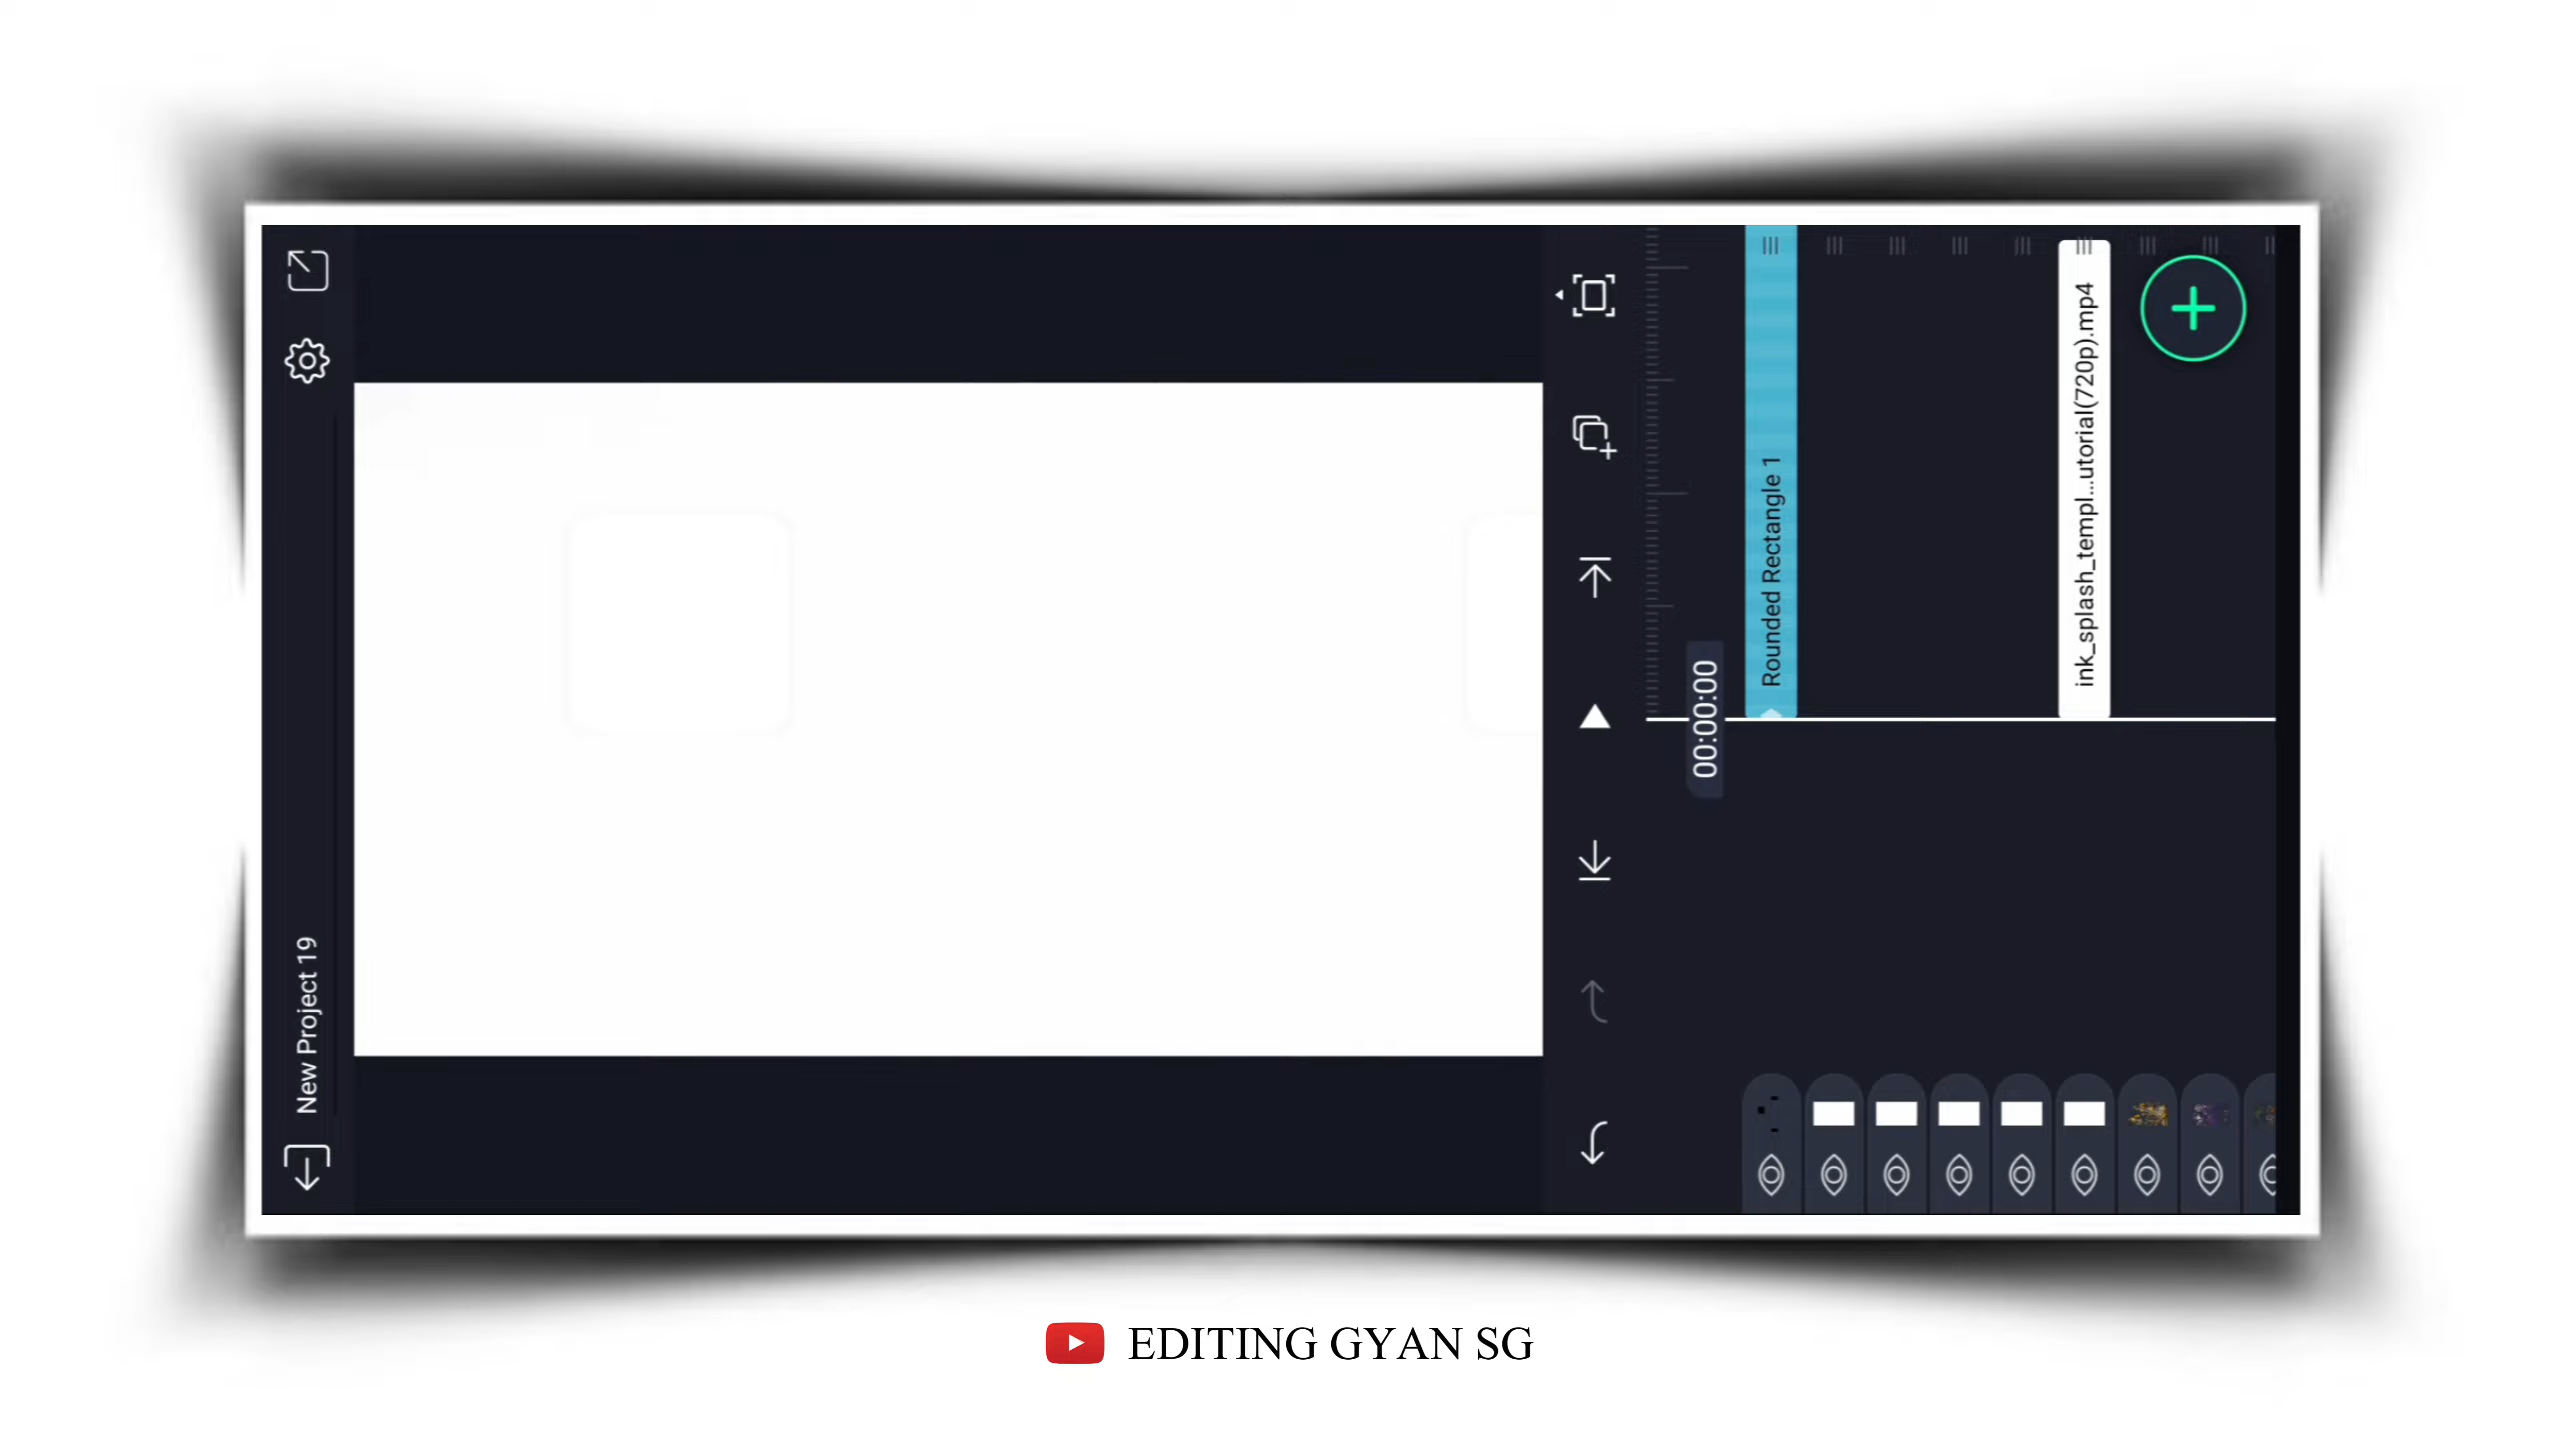 New Project 19
00:00:00
Rounded Rectangle 1
ink_splash_templ...utorial(720p).mp4
EDITING GYAN SG